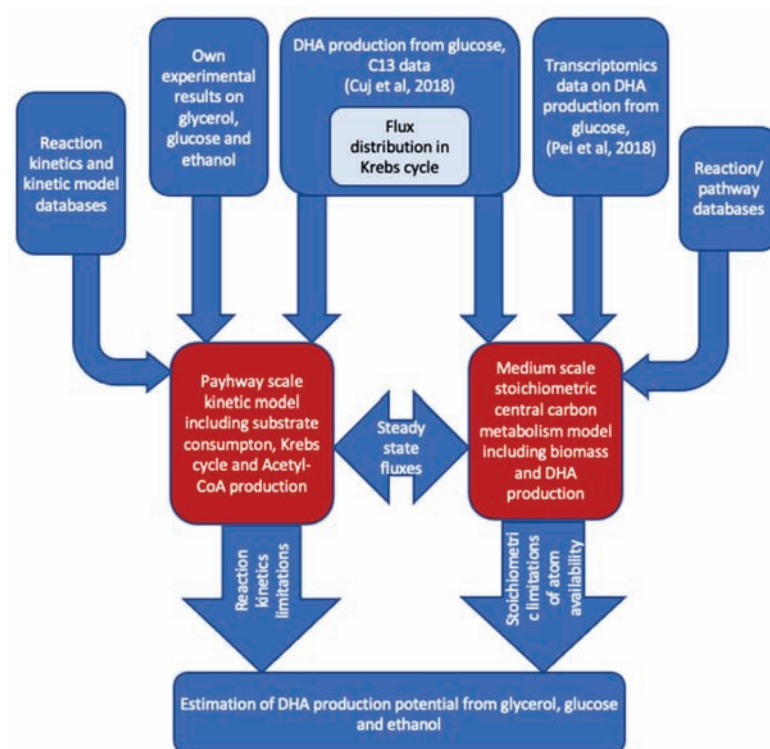 Own
experimental
results on
glycerol,
glucose and
ethanol
DHA production from glucose,
C13 data
(Cuj et al, 2018)
Flux
distribution in
Krebs cycle
Transcriptomics
data on DHA
production from
glucose,
(Pei et al, 2018)
Reaction kinetics and
kinetic model
databases
Reaction/
pathway
databases
Payhway scale
kinetic model
including substrate
consumpton, Krebs
cycle and Acetyl-
CoA production
Steady
state
fluxes
Medium scale
stoichiometric
central carbon
metabolism model
including biomass
and DHA
production
Reaction
kinetics
limitations
Stoichiometri
c limitations
of atom
availability
Estimation of DHA production potential from glycerol, glucose
and ethanol